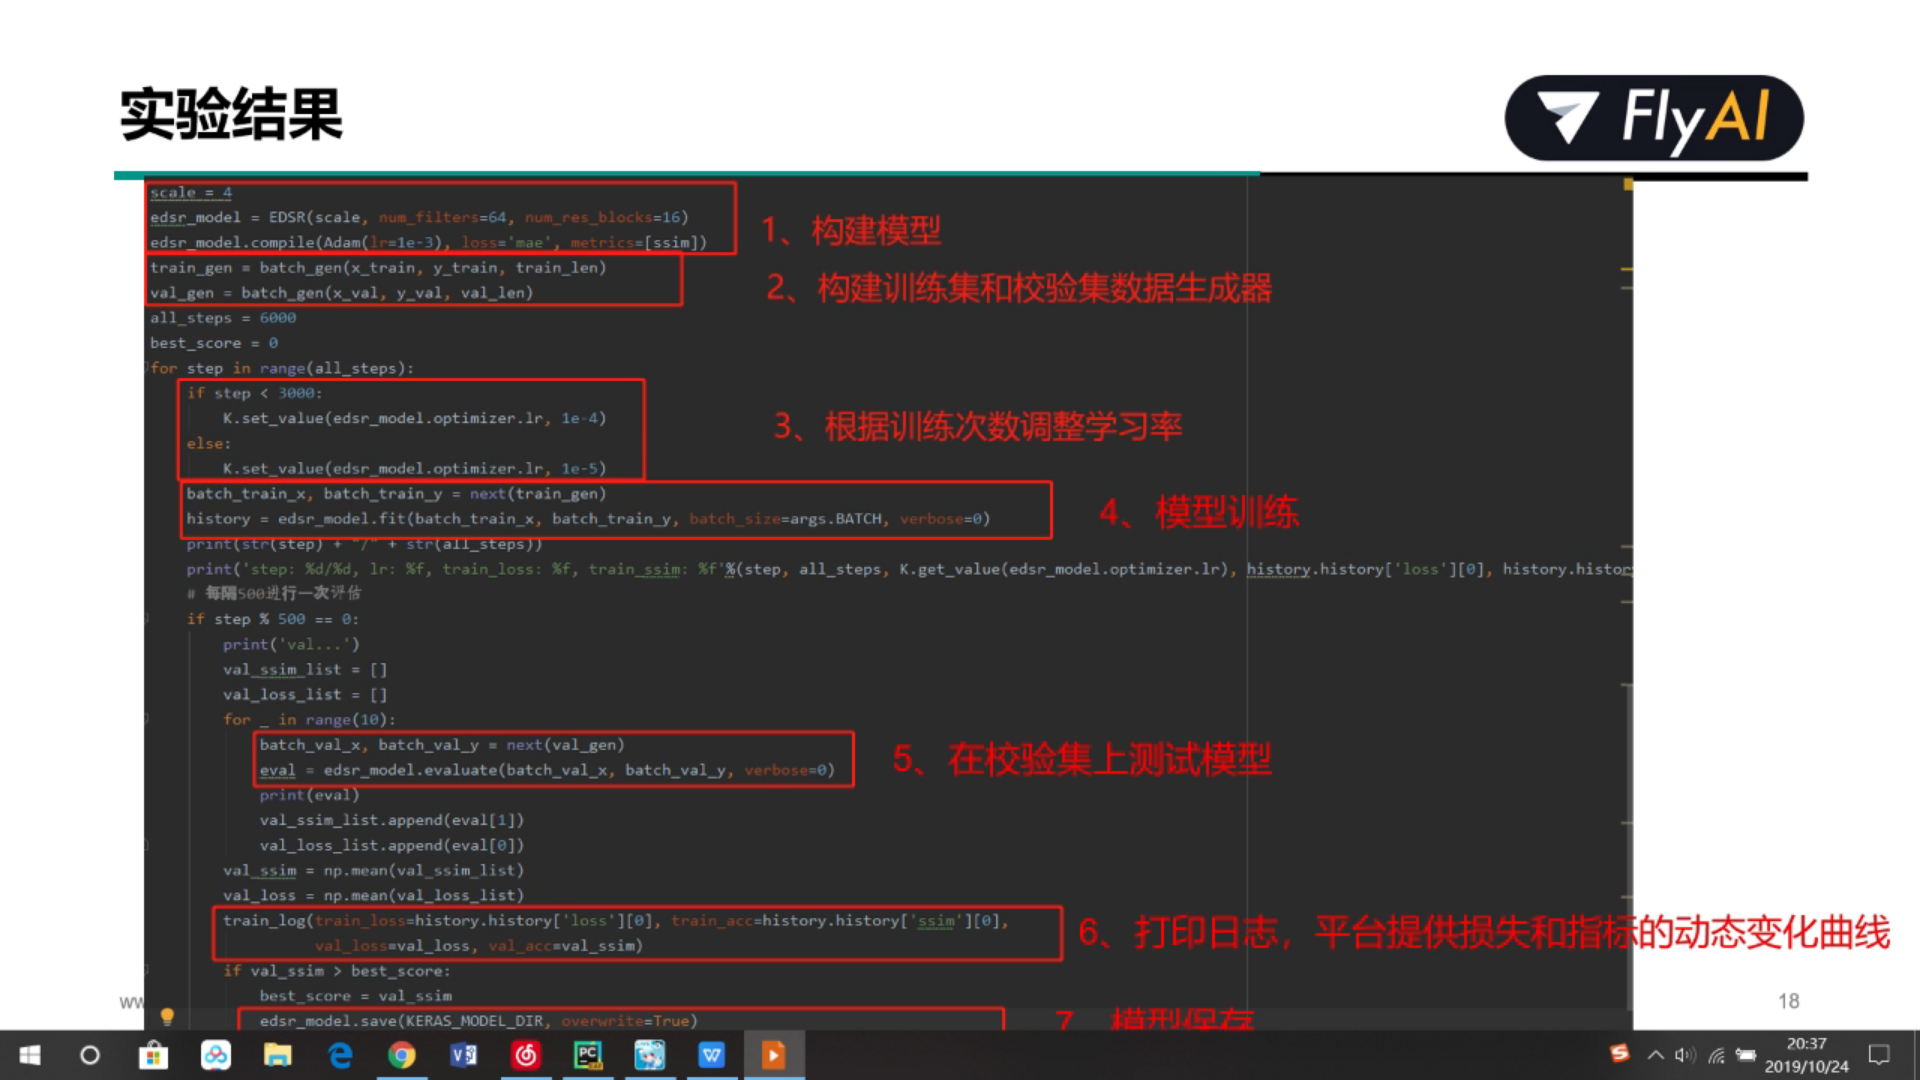 实验结果
FlyAI
scale = 4
edsr_model = EDSR(scale, num_filters=64, num_res_blocks=16)
edsr_model.compile(Adam(lr=1e-3), loss='mae', metrics=[ssim])
1、构建模型
train_gen = batch_gen(x_train, y_train, train_len)
val_gen = batch_gen(x_val, y_val, val_len)
2、构建训练集和校验集数据生成器
all_steps = 6000
best_score = 0
for step in range(all_steps):
if step < 3000:
K.set_value(edsr_model.optimizer.lr, 1e-4)
else:
K.set_value(edsr_model.optimizer.lr, 1e-5)
3、根据训练次数调整学习率
batch_train_x, batch_train_y = next(train_gen)
history = edsr_model.fit(batch_train_x, batch_train_y, batch_size=args.BATCH, verbose=0)
4、模型训练
print(str(step) + "/" + str(all_steps))
print('step: %d/%d, lr: %f, train_loss: %f, train_ssim: %f'%(step, all_steps, K.get_value(edsr_model.optimizer.lr), history.history['loss'][0], history.histor
# 每隔500进行一次评估
if step % 500 == 0:
print('val...')
val_ssim_list = []
val_loss_list = []
for _ in range(10):
batch_val_x, batch_val_y = next(val_gen)
eval = edsr_model.evaluate(batch_val_x, batch_val_y, verbose=0)
5、在校验集上测试模型
print(eval)
val_ssim_list.append(eval[1])
val_loss_list.append(eval[0])
val_ssim = np.mean(val_ssim_list)
val_loss = np.mean(val_loss_list)
train_log(train_loss=history.history['loss'][0], train_acc=history.history['ssim'][0],
val_loss=val_loss, val_acc=val_ssim)
6、打印日志，平台提供损失和指标的动态变化曲线
if val_ssim > best_score:
best_score = val_ssim
edsr_model.save(KERAS_MODEL_DIR, overwrite=True)
7、模型保存
18
20:37
2019/10/24